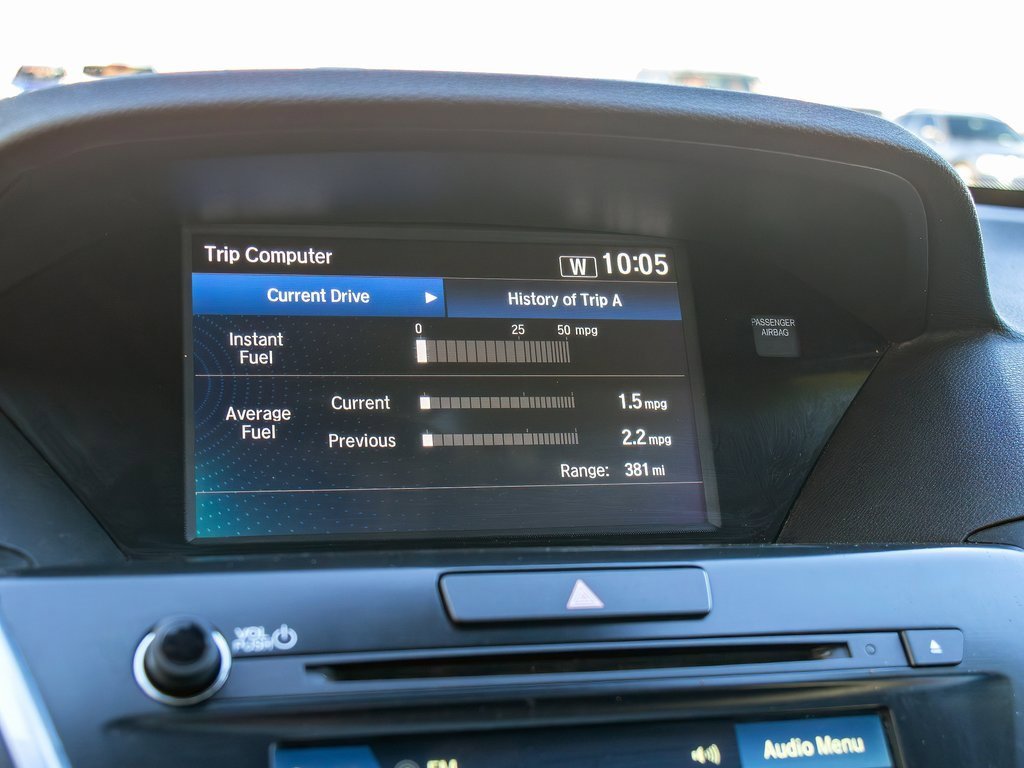 Trip Computer
W 10:05
Current Drive
History of Trip A
0 25 50 mpg
Instant
Fuel
Average
Fuel
Current 1.5 mpg
Previous 2.2 mpg
Range: 381 mi
PASSENGER
AIRBAG
VOL
PUSH
FM
Audio Menu